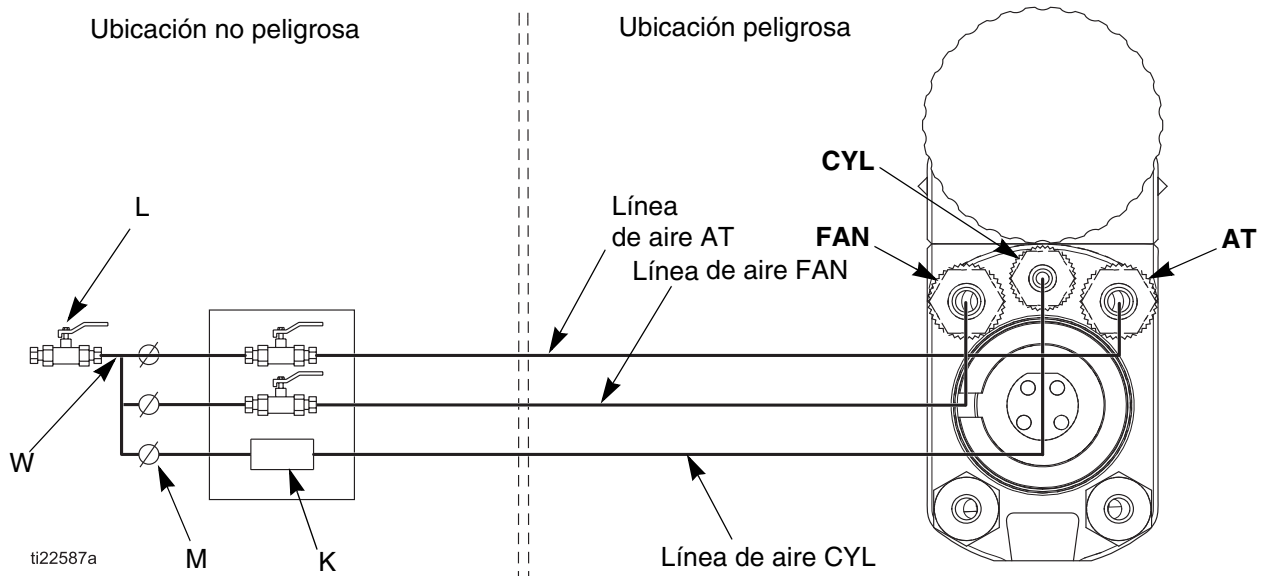 Ubicación no peligrosa
Ubicación peligrosa
CYL
L
Línea
de aire AT
FAN
AT
Línea de aire FAN
W
ti22587a
M
K
Línea de aire CYL